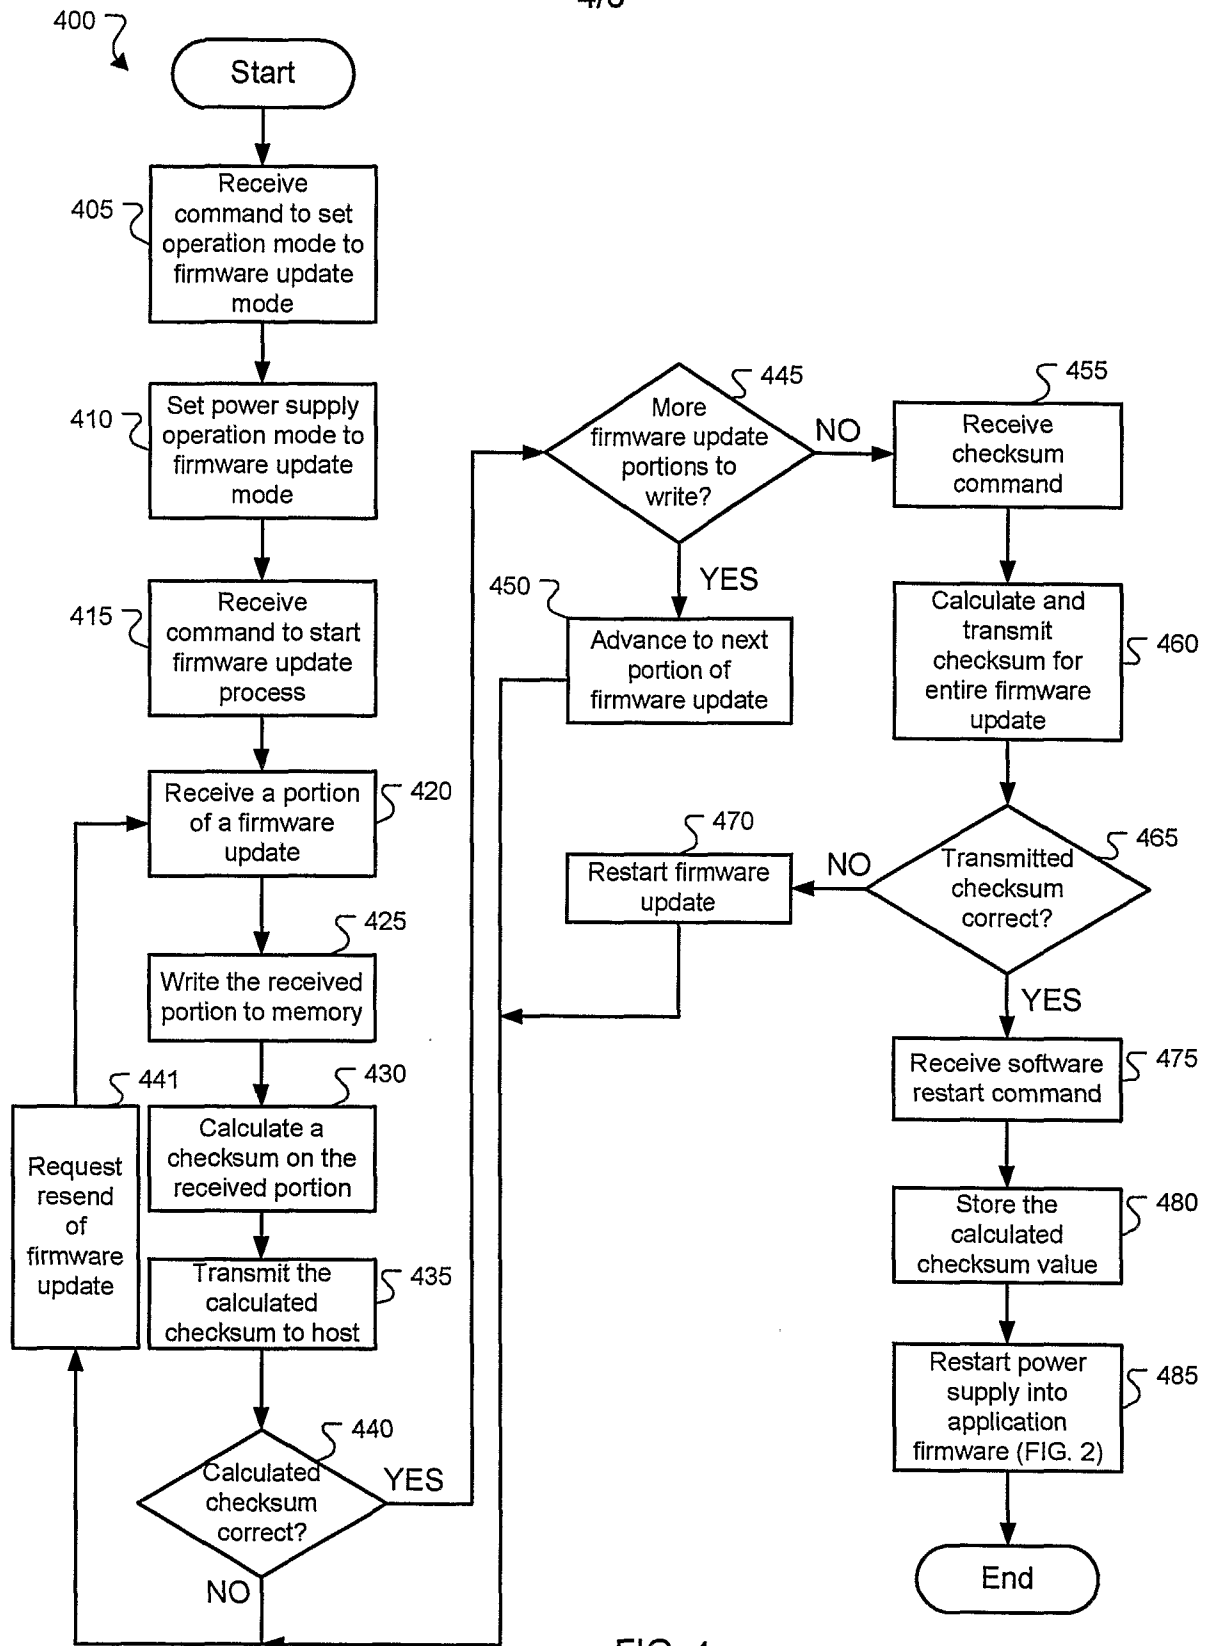 400
Start
405
Receive
command to set
operation mode to
firmware update
mode
410
Set power supply
operation mode to
firmware update
mode
415
Receive
command to start
firmware update
process
420
Receive a portion
of a firmware
update
425
Write the received
portion to memory
430
Calculate a
checksum on the
received portion
435
Transmit the
calculated
checksum to host
440
Calculated
checksum
correct?
YES
NO
441
Request
resend
of
firmware
update
445
More
firmware update
portions to
write?
NO
YES
450
Advance to next
portion of
firmware update
455
Receive
checksum
command
460
Calculate and
transmit
checksum for
entire firmware
update
465
Transmitted
checksum
correct?
NO
YES
470
Restart firmware
update
475
Receive software
restart command
480
Store the
calculated
checksum value
485
Restart power
supply into
application
firmware (FIG. 2)
End